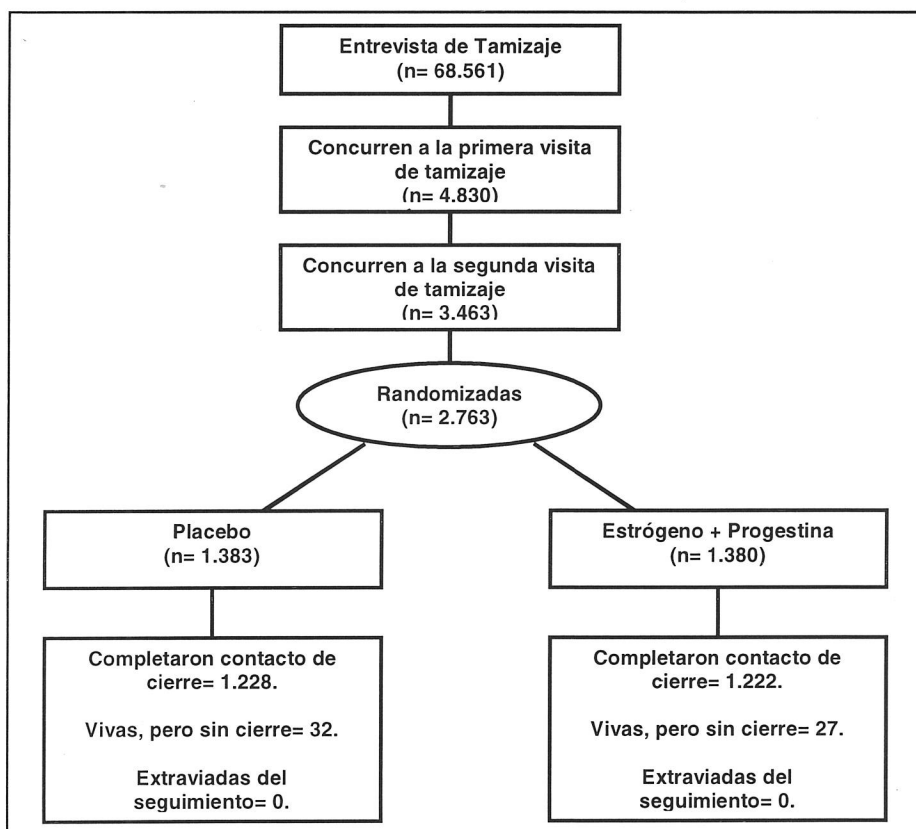 Entrevista de Tamizaje
(n= 68.561)
Concurren a la primera visita
de tamizaje
(n= 4.830)
Concurren a la segunda visita
de tamizaje
(n= 3.463)
Randomizadas
(n= 2.763)
Placebo
(n= 1.383)
Estrógeno + Progestina
(n= 1.380)
Completaron contacto de
cierre= 1.228.
Vivas, pero sin cierre= 32.
Extraviadas del
seguimiento= 0.
Completaron contacto de
cierre= 1.222.
Vivas, pero sin cierre= 27.
Extraviadas del
seguimiento= 0.